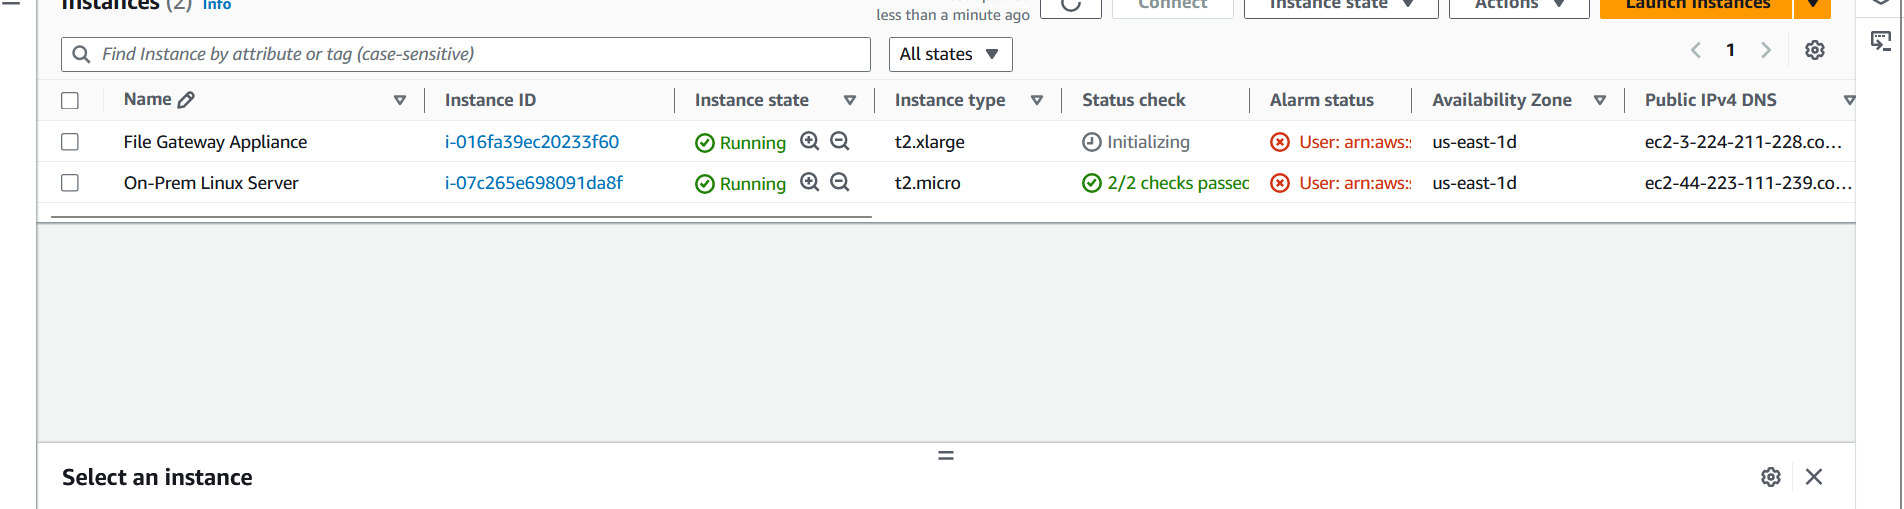 Instances (2) Info
less than a minute ago
Connect
Instance state
Actions
Launch Instances
Find Instance by attribute or tag (case-sensitive)
All states
1
Name Instance ID Instance state Instance type Status check Alarm status Availability Zone Public IPv4 DNS
File Gateway Appliance i-016fa39ec20233f60 Running t2.xlarge Initializing User: arn:aws: us-east-1d ec2-3-224-211-228.co...
On-Prem Linux Server i-07c265e698091da8f Running t2.micro 2/2 checks passed User: arn:aws: us-east-1d ec2-44-223-111-239.co...
Select an instance